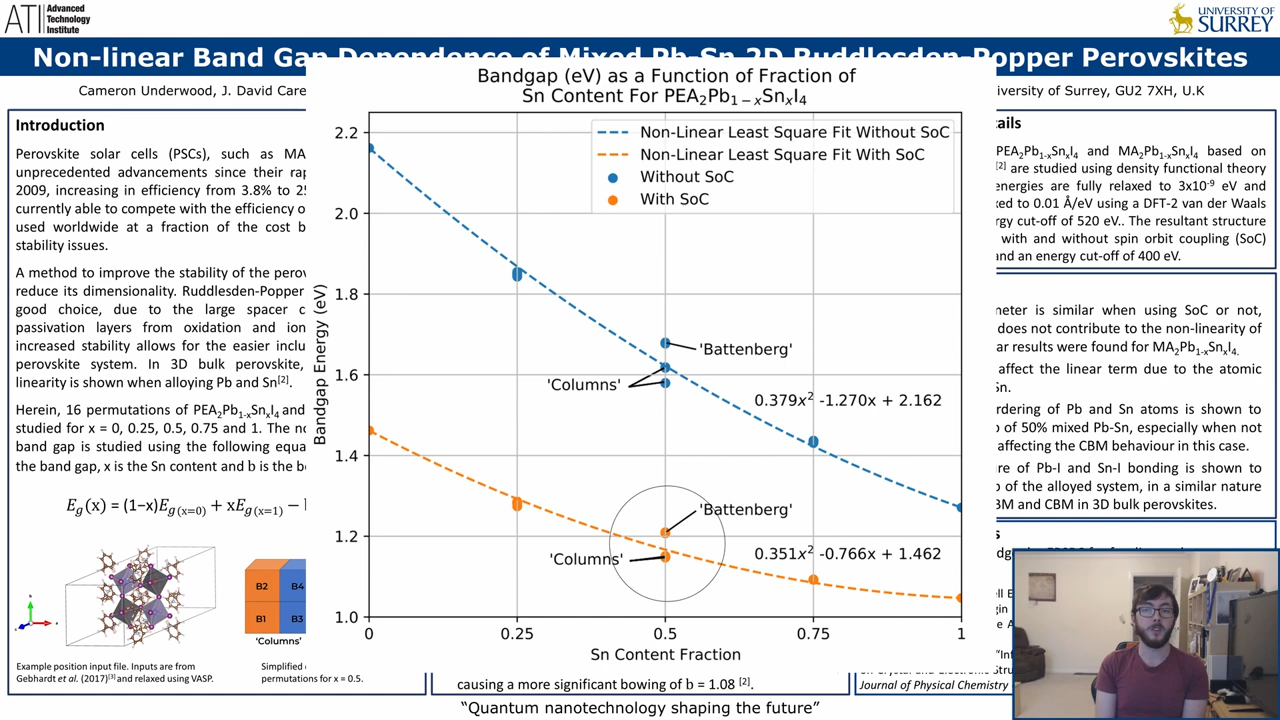 ATI Advanced
Technology
Institute
UNIVERSITY OF
SURREY
Non-linear Band Gap Dependence of Mixed Pb-Sn 2D Ruddlesden-Popper Perovskites
Cameron Underwood, J. David Care
iversity of Surrey, GU2 7XH, U.K
Introduction
Perovskite solar cells (PSCs), such as MA
unprecedented advancements since their rap
2009, increasing in efficiency from 3.8% to 25
currently able to compete with the efficiency o
used worldwide at a fraction of the cost b
stability issues.
A method to improve the stability of the perov
reduce its dimensionality. Ruddlesden-Popper
good choice, due to the large spacer c
passivation layers from oxidation and ion
increased stability allows for the easier inclu
perovskite system. In 3D bulk perovskite,
linearity is shown when alloying Pb and Sn[2].
Herein, 16 permutations of PEA₂Pb₁₋ₓSnₓI₄ and
studied for x = 0, 0.25, 0.5, 0.75 and 1. The no
band gap is studied using the following equa
the band gap, x is the Sn content and b is the b
E_g(x) = (1−x)E_g(x=0) + xE_g(x=1) −
B2 B4
B1 B3
'Columns'
Example position input file. Inputs are from
Gebhardt et al. (2017)[3] and relaxed using VASP.
Simplified
permutations for x = 0.5.
Bandgap (eV) as a Function of Fraction of
Sn Content For PEA₂Pb₁₋ₓSnₓI₄
Non-Linear Least Square Fit Without SoC
Non-Linear Least Square Fit With SoC
Without SoC
With SoC
Bandgap Energy (eV)
2.2
2.0
1.8
1.6
1.4
1.2
1.0
'Battenberg'
'Columns'
0.379x² -1.270x + 2.162
'Battenberg'
'Columns'
0.351x² -0.766x + 1.462
0 0.25 0.5 0.75 1
Sn Content Fraction
causing a more significant bowing of b = 1.08 [2].
tails
PEA₂Pb₁₋ₓSnₓI₄ and MA₂Pb₁₋ₓSnₓI₄ based on
[2] are studied using density functional theory
energies are fully relaxed to 3x10⁻⁹ eV and
ked to 0.01 Å/eV using a DFT-2 van der Waals
rgy cut-off of 520 eV.. The resultant structure
with and without spin orbit coupling (SoC)
and an energy cut-off of 400 eV.
meter is similar when using SoC or not,
does not contribute to the non-linearity of
ar results were found for MA₂Pb₁₋ₓSnₓI₄.
affect the linear term due to the atomic
Sn.
rdering of Pb and Sn atoms is shown to
p of 50% mixed Pb-Sn, especially when not
affecting the CBM behaviour in this case.
re of Pb-I and Sn-I bonding is shown to
p of the alloyed system, in a similar nature
BM and CBM in 3D bulk perovskites.
Journal of Physical Chemistry
“Quantum nanotechnology shaping the future”